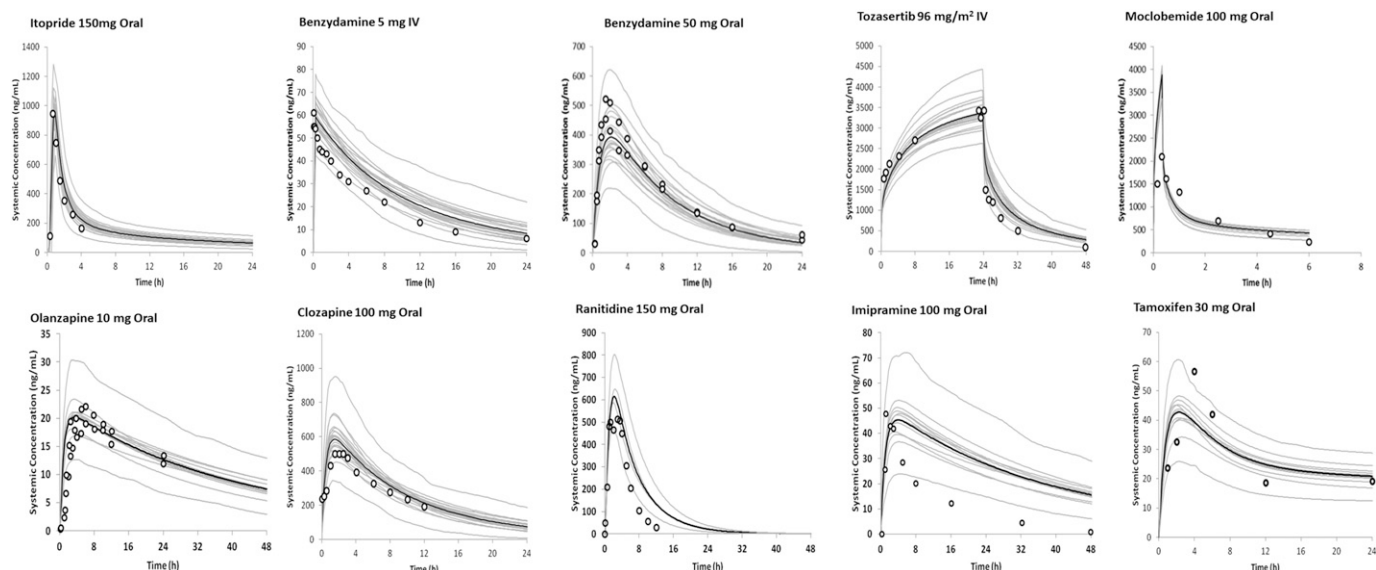 Itopride 150mg Oral
Systemic Concentration (ng/mL)
1400
1200
1000
800
600
400
200
0
0 4 8 12 16 20 24
Time (h)
Benzydamine 5 mg IV
Systemic Concentration (ng/mL)
90
80
70
60
50
40
30
20
10
0
0 4 8 12 16 20 24
Time (h)
Benzydamine 50 mg Oral
Systemic Concentration (ng/mL)
700
600
500
400
300
200
100
0
0 4 8 12 16 20 24
Time (h)
Tozasertib 96 mg/m² IV
Systemic Concentration (ng/mL)
5000
4500
4000
3500
3000
2500
2000
1500
1000
500
0
0 8 16 24 32 40 48
Time (h)
Moclobemide 100 mg Oral
Systemic Concentration (ng/mL)
4500
4000
3500
3000
2500
2000
1500
1000
500
0
0 2 4 6 8
Time (h)
Olanzapine 10 mg Oral
Systemic Concentration (ng/mL)
35
30
25
20
15
10
5
0
0 8 16 24 32 40 48
Time (h)
Clozapine 100 mg Oral
Systemic Concentration (ng/mL)
1200
1000
800
600
400
200
0
0 4 8 12 16 20 24
Time (h)
Ranitidine 150 mg Oral
Systemic Concentration (ng/mL)
900
800
700
600
500
400
300
200
100
0
0 8 16 24 32 40 48
Time (h)
Imipramine 100 mg Oral
Systemic Concentration (ng/mL)
80
70
60
50
40
30
20
10
0
0 8 16 24 32 40 48
Time (h)
Tamoxifen 30 mg Oral
Systemic Concentration (ng/mL)
70
60
50
40
30
20
10
0
0 4 8 12 16 20 24
Time (h)